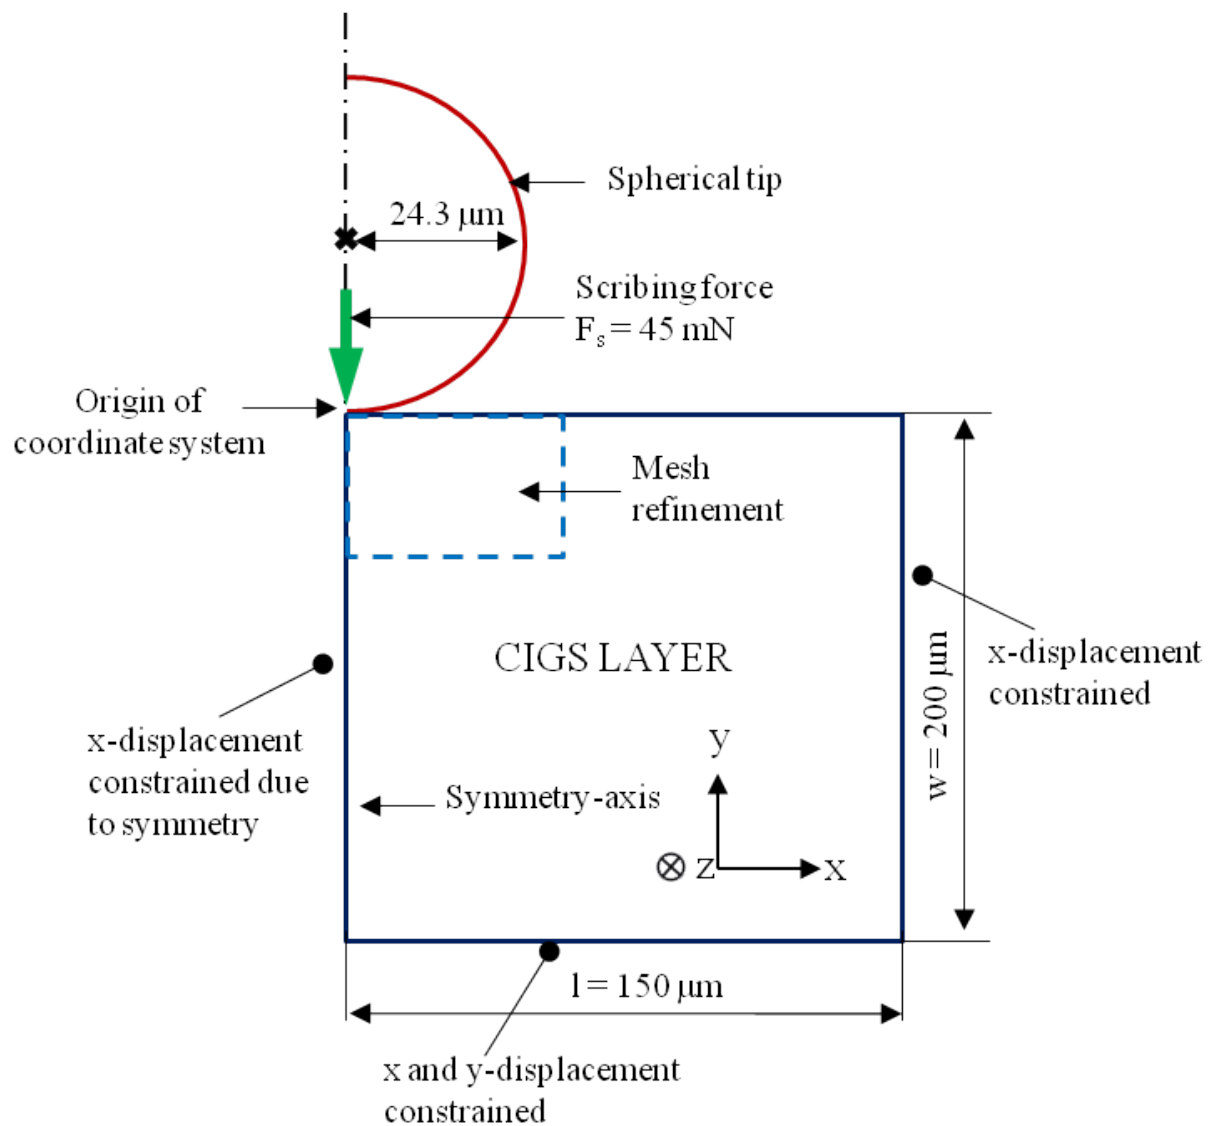 Spherical tip
24.3 μm
Scribing force
Fs = 45 mN
Origin of
coordinate system
Mesh
refinement
CIGS LAYER
x-displacement
constrained
w = 200 μm
x-displacement
constrained due
to symmetry
y
Symmetry-axis
z
x
l = 150 μm
x and y-displacement
constrained